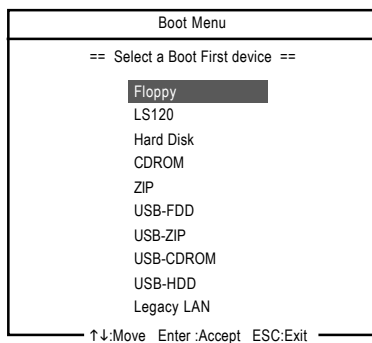 Boot Menu
== Select a Boot First device ==
Floppy
LS120
Hard Disk
CDROM
ZIP
USB-FDD
USB-ZIP
USB-CDROM
USB-HDD
Legacy LAN
↑↓:Move Enter :Accept ESC:Exit